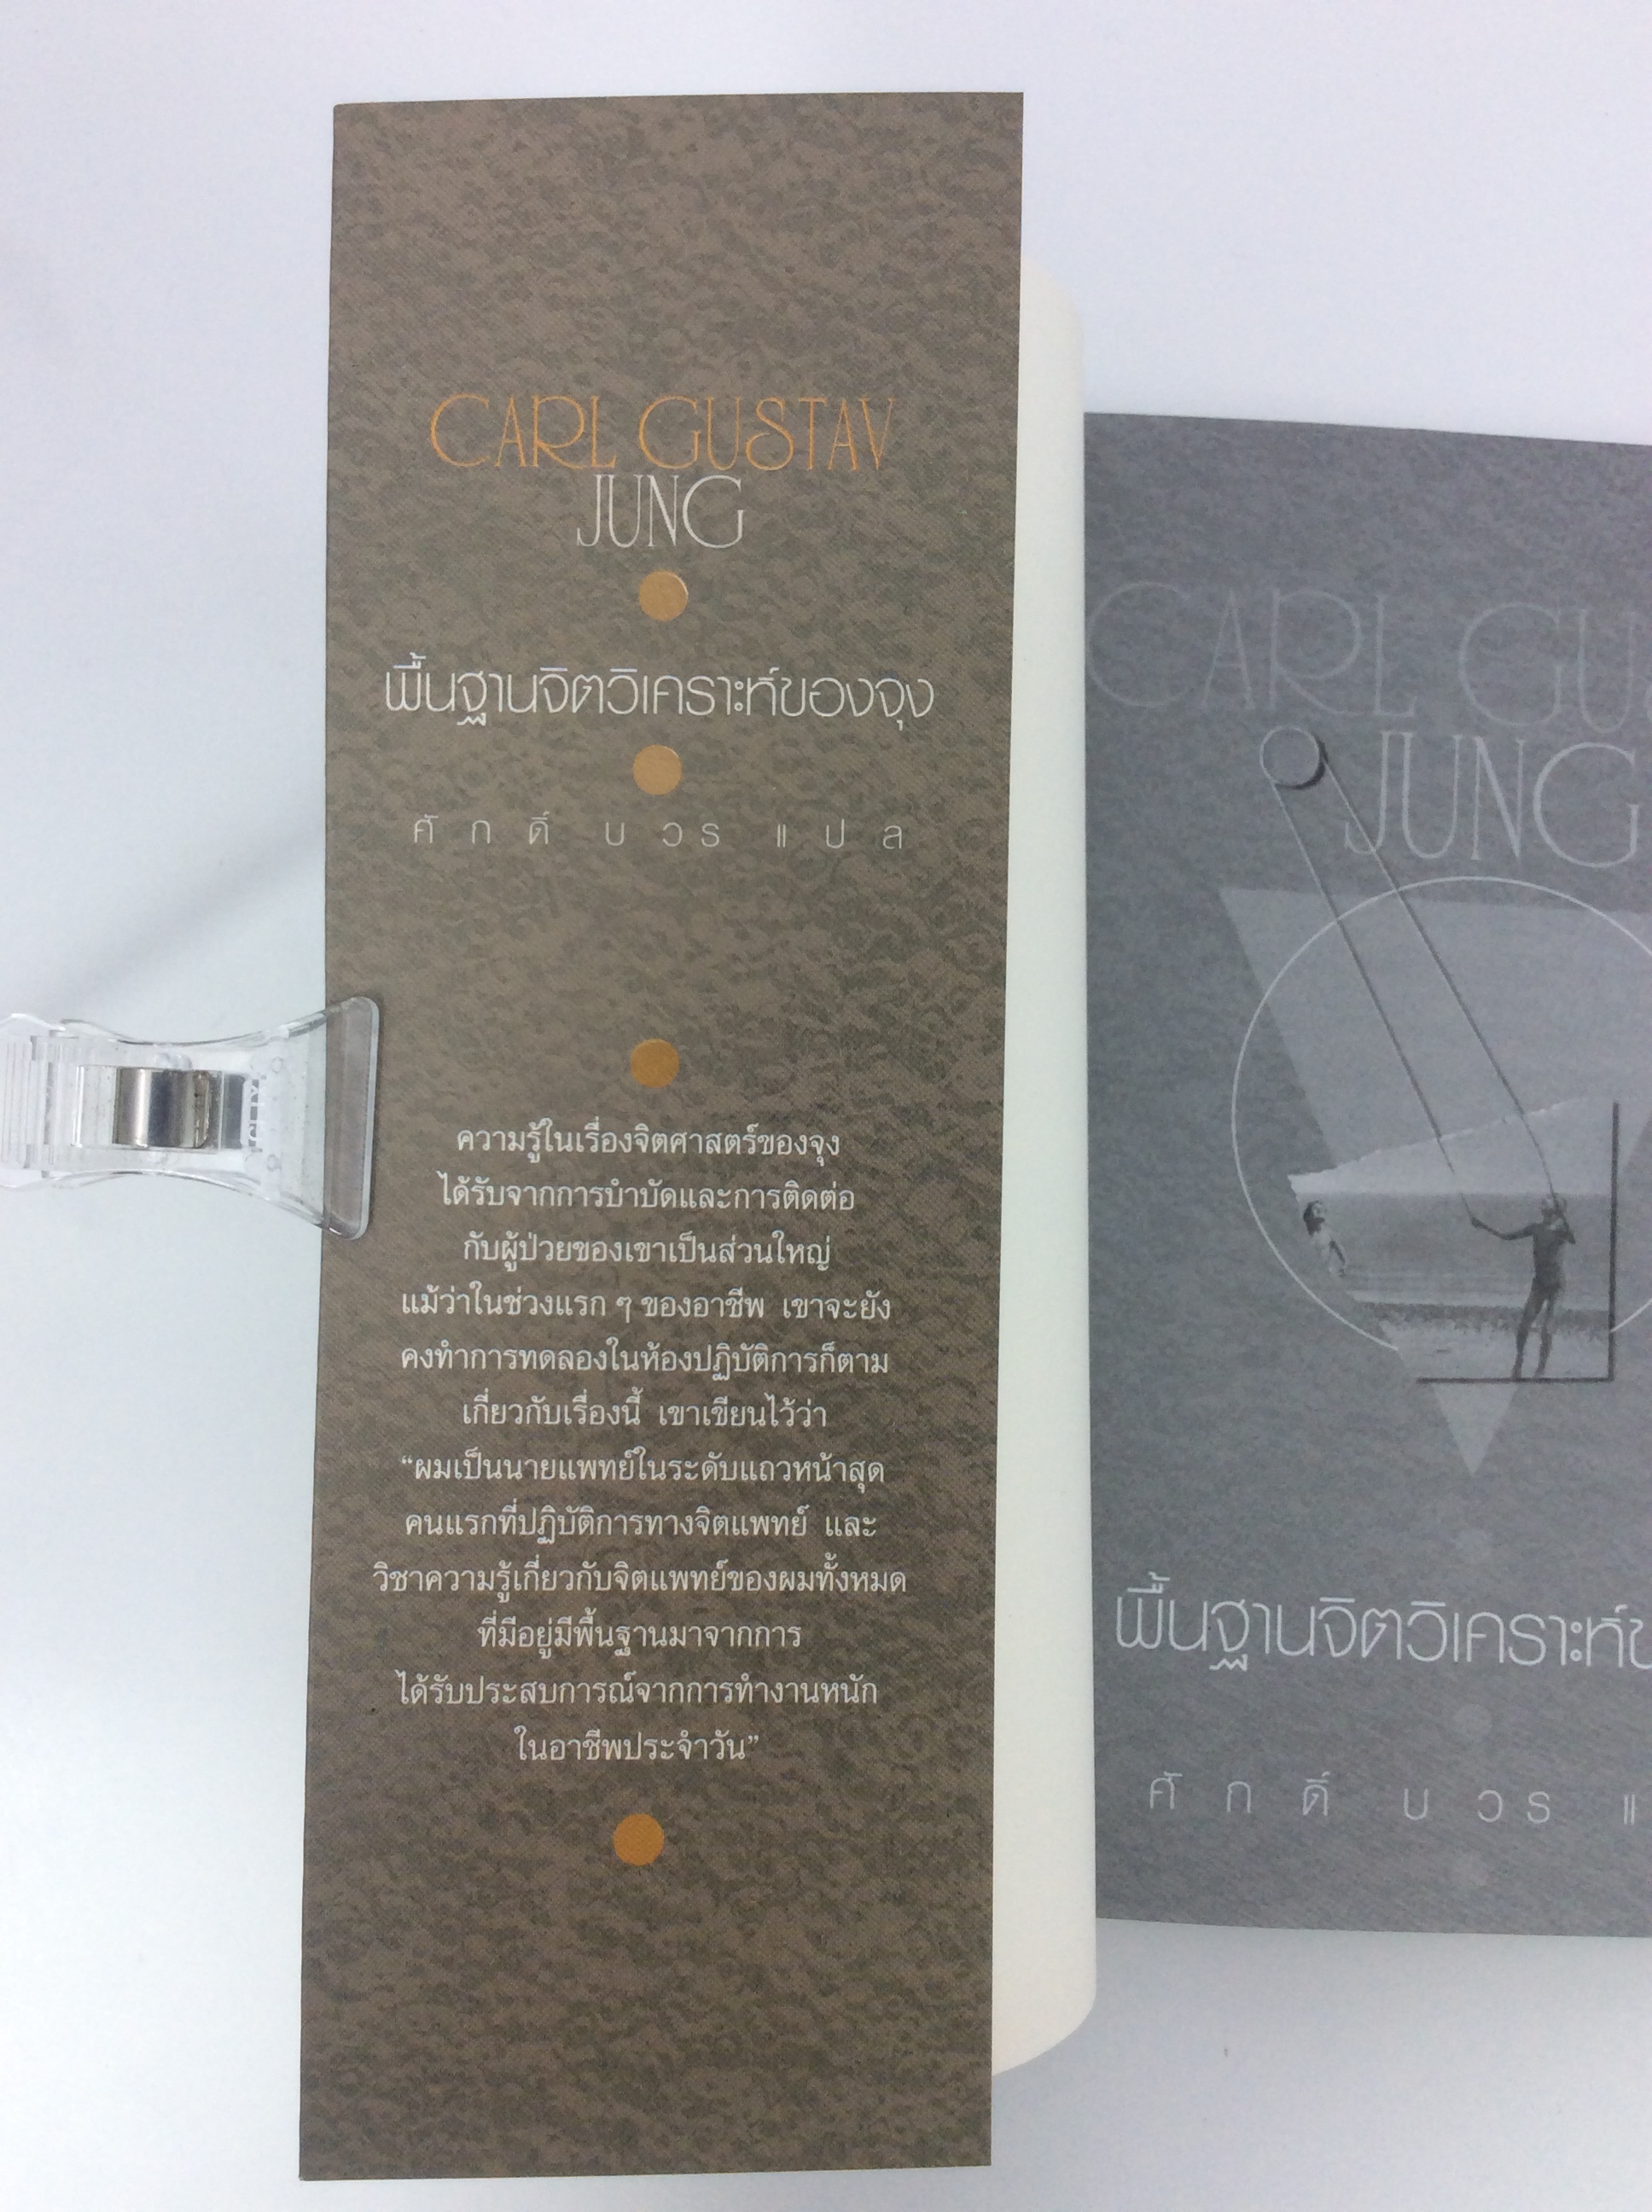 CARL GUSTAV
JUNG
พื้นฐานจิตวิเคราะห์ของจุง
ศักดิ์ บวร แปล
ความรู้ในเรื่องจิตศาสตร์ของจุง
ได้รับจากการบำบัดและการติดต่อ
กับผู้ป่วยของเขาเป็นส่วนใหญ่
แม้ว่าในช่วงแรก ๆ ของอาชีพ เขาจะยัง
คงทำการทดลองในห้องปฏิบัติการก็ตาม
เกี่ยวกับเรื่องนี้ เขาเขียนไว้ว่า
“ผมเป็นนายแพทย์ในระดับแถวหน้าสุด
คนแรกที่ปฏิบัติการทางจิตแพทย์ และ
วิชาความรู้เกี่ยวกับจิตแพทย์ของผมทั้งหมด
ที่มีอยู่มีพื้นฐานมาจากการ
ได้รับประสบการณ์จากการทำงานหนัก
ในอาชีพประจำวัน”
CARL GU
JUNG
พื้นฐานจิตวิเคราะห์ข
ศักดิ์ บวร แ